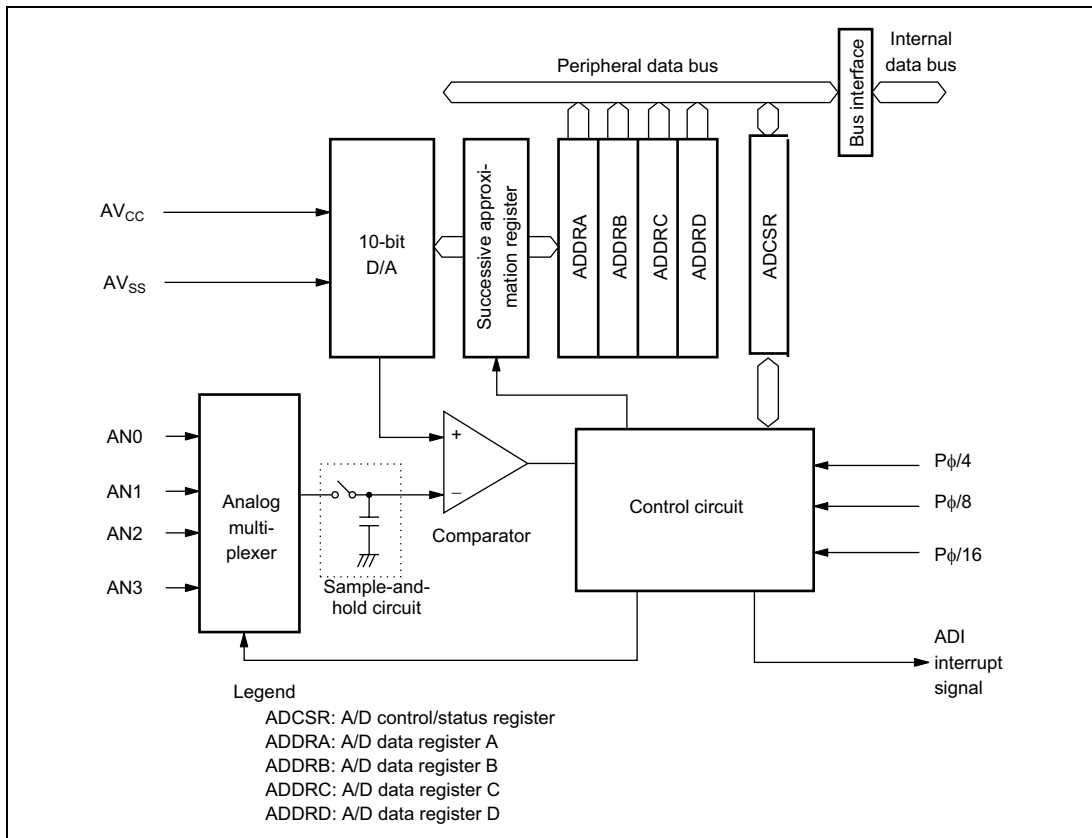 Peripheral data bus
Bus interface
Internal
data bus
AVCC
AVSS
10-bit
D/A
Successive approxi-
mation register
ADDRA
ADDRB
ADDRC
ADDRD
ADCSR
AN0
AN1
AN2
AN3
Analog
multi-
plexer
Sample-and-
hold circuit
+
−
Comparator
Control circuit
Pϕ/4
Pϕ/8
Pϕ/16
ADI
interrupt
signal
Legend
ADCSR: A/D control/status register
ADDRA: A/D data register A
ADDRB: A/D data register B
ADDRC: A/D data register C
ADDRD: A/D data register D